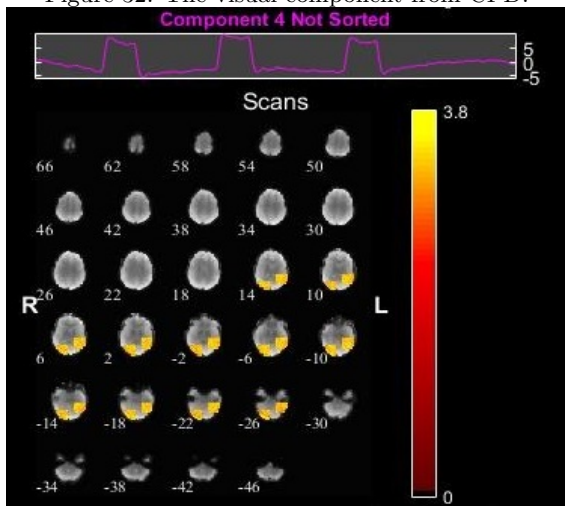 Figure 32: The visual component from CPD.
Component 4 Not Sorted
5
0
-5
Scans
3.8
66 62 58 54 50
46 42 38 34 30
26 22 18 14 10
R L
6 2 -2 -6 -10
-14 -18 -22 -26 -30
-34 -38 -42 -46
0